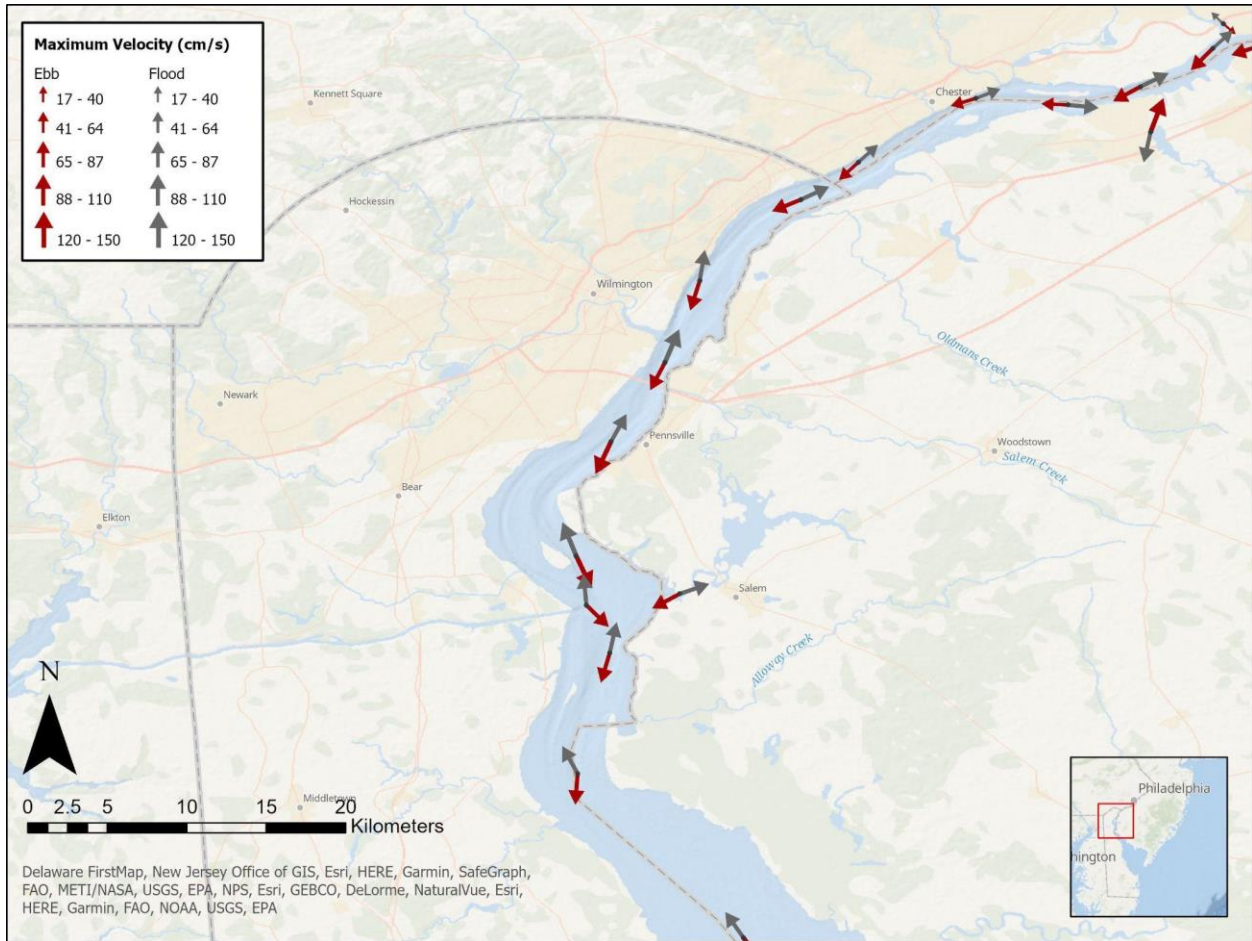 Maximum Velocity (cm/s)
Ebb Flood
17 - 40 17 - 40
41 - 64 41 - 64
65 - 87 65 - 87
88 - 110 88 - 110
120 - 150 120 - 150
Kennett Square
Chester
Hockessin
Wilmington
Oldmans Creek
Newark
Pennsville
Woodstown
Salem Creek
Bear
Elkton
Salem
Alloway Creek
N
Middletown
0 2.5 5 10 15 20
Kilometers
Philadelphia
hington
Delaware FirstMap, New Jersey Office of GIS, Esri, HERE, Garmin, SafeGraph,
FAO, METI/NASA, USGS, EPA, NPS, Esri, GEBCO, DeLorme, NaturalVue, Esri,
HERE, Garmin, FAO, NOAA, USGS, EPA